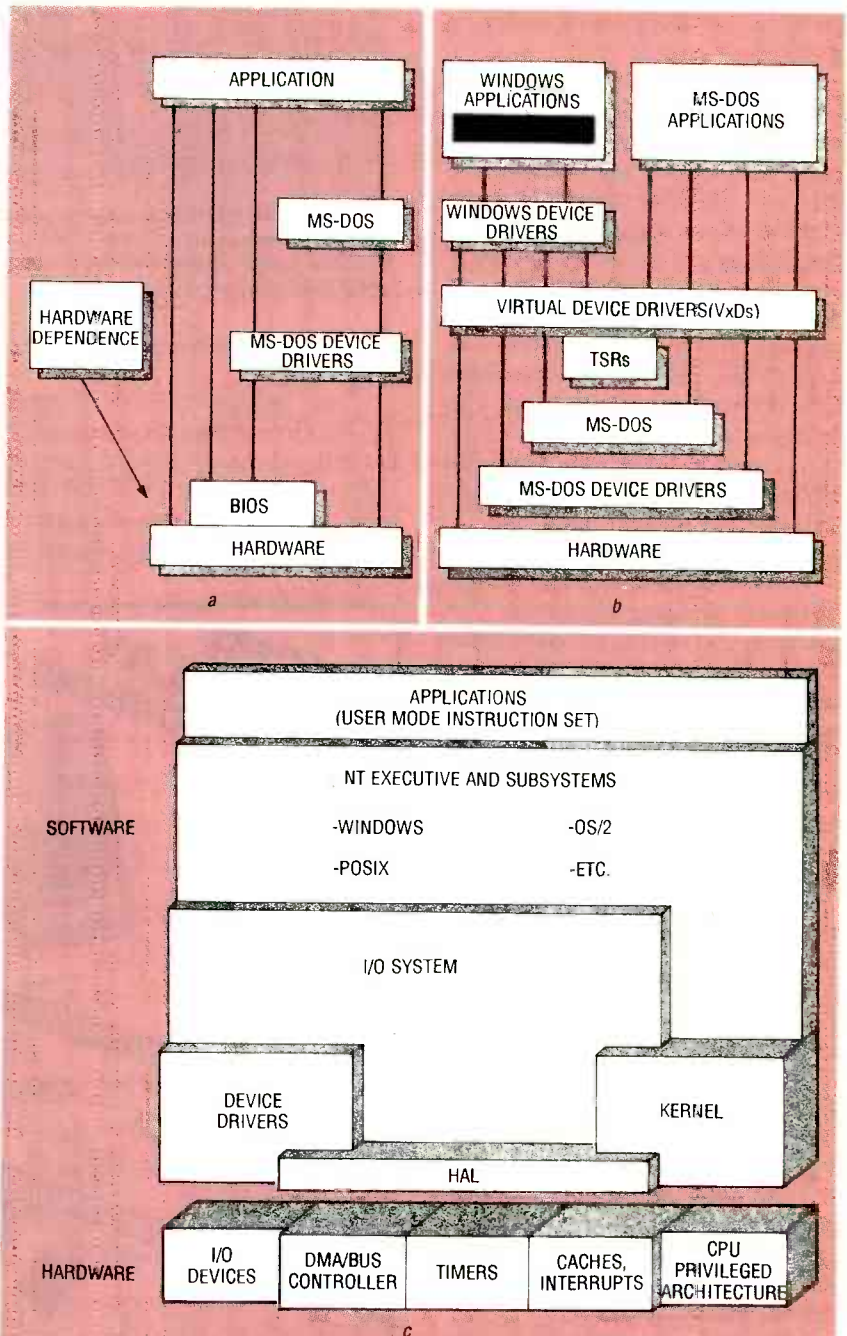 APPLICATION
MS-DOS
HARDWARE
DEPENDENCE
MS-DOS DEVICE
DRIVERS
BIOS
HARDWARE
a
WINDOWS
APPLICATIONS
MS-DOS
APPLICATIONS
WINDOWS DEVICE
DRIVERS
VIRTUAL DEVICE DRIVERS(VxDs)
TSRs
MS-DOS
MS-DOS DEVICE DRIVERS
HARDWARE
b
APPLICATIONS
(USER MODE INSTRUCTION SET)
NT EXECUTIVE AND SUBSYSTEMS
SOFTWARE
-WINDOWS
-OS/2
-POSIX
-ETC.
I/O SYSTEM
DEVICE
DRIVERS
KERNEL
HAL
HARDWARE
I/O
DEVICES
DMA/BUS
CONTROLLER
TIMERS
CACHES,
INTERRUPTS
CPU
PRIVILEGED
ARCHITECTURE
c